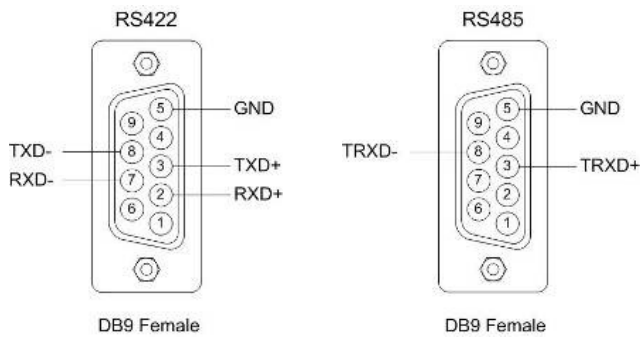 RS422
5
GND
9
4
TXD-
8
3
TXD+
RXD-
7
2
RXD+
6
1
DB9 Female
RS485
5
GND
9
4
TRXD-
8
3
TRXD+
7
2
6
1
DB9 Female